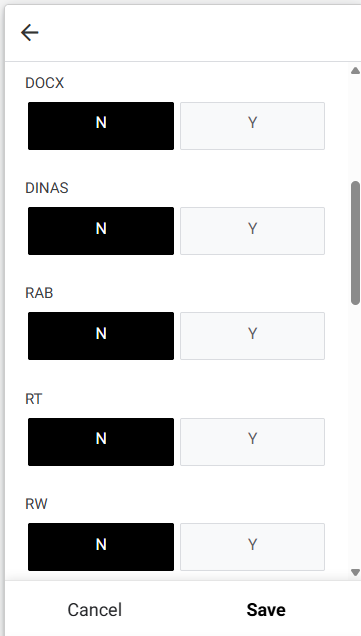 DOCX
N Y
DINAS
N Y
RAB
N Y
RT
N Y
RW
N Y
Cancel Save